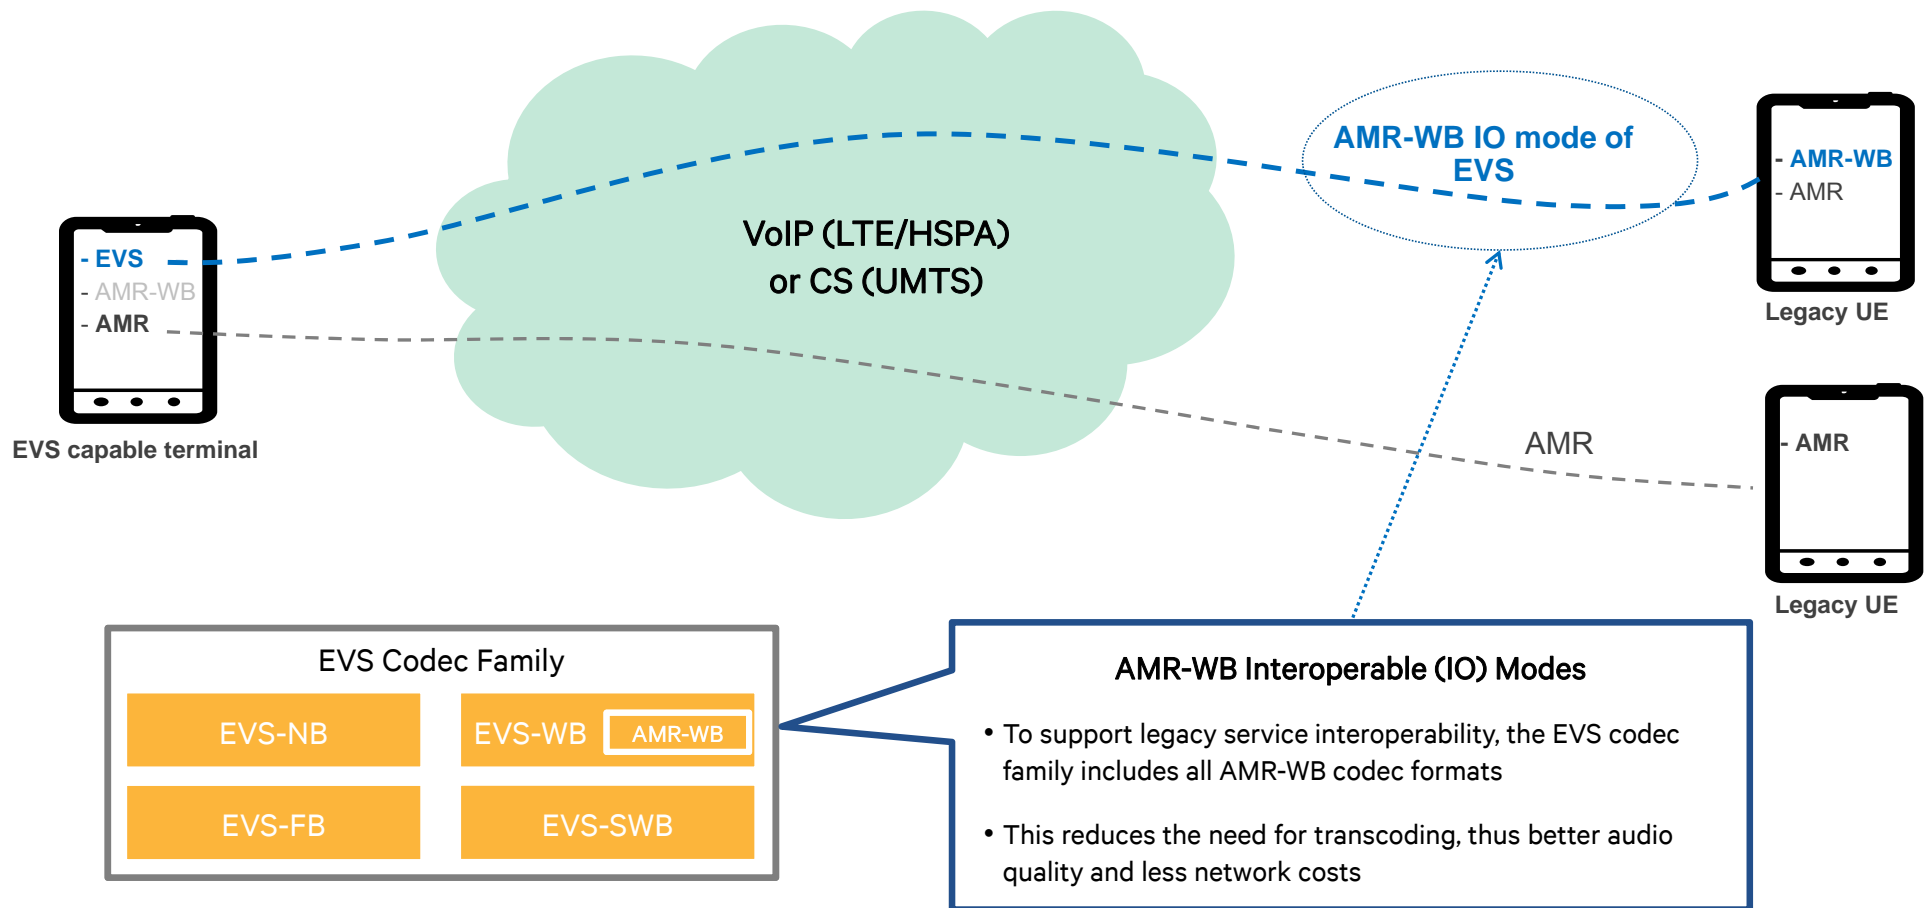 AMR-WB IO mode of
EVS
- AMR-WB
- AMR
Legacy UE
VoIP (LTE/HSPA)
or CS (UMTS)
- EVS
- AMR-WB
- AMR
EVS capable terminal
AMR
- AMR
Legacy UE
EVS Codec Family
EVS-NB
EVS-WB
AMR-WB
EVS-FB
EVS-SWB
AMR-WB Interoperable (IO) Modes
• To support legacy service interoperability, the EVS codec
family includes all AMR-WB codec formats
• This reduces the need for transcoding, thus better audio
quality and less network costs